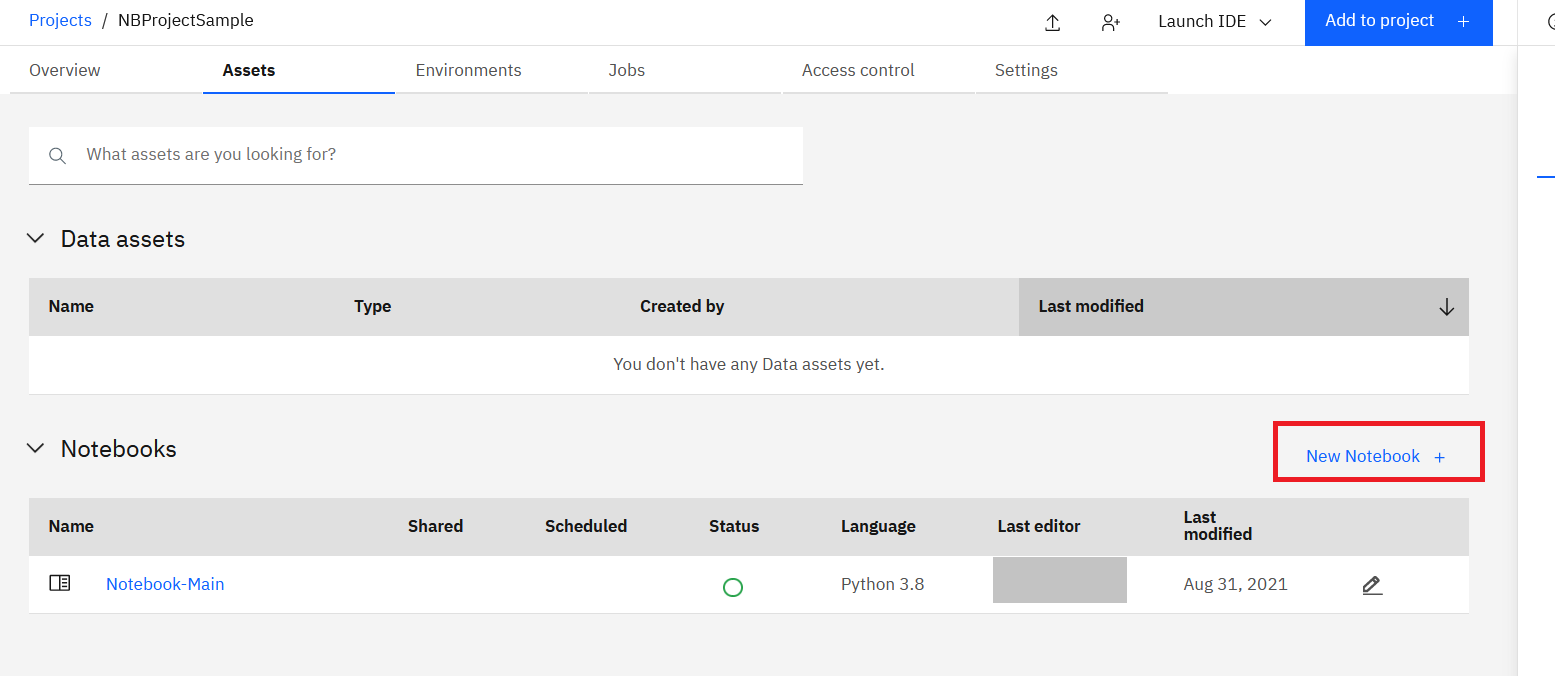 Projects / NBProjectSample
Launch IDE
Add to project +
Overview
Assets
Environments
Jobs
Access control
Settings
What assets are you looking for?
Data assets
Name Type Created by Last modified
You don't have any Data assets yet.
Notebooks
New Notebook +
Name Shared Scheduled Status Language Last editor Last
modified
Notebook-Main Python 3.8 Aug 31, 2021